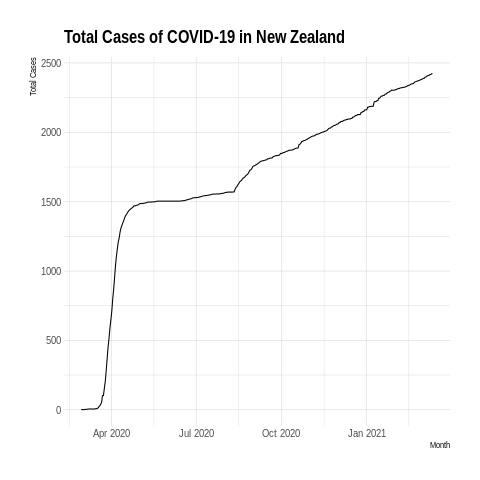 Total Cases of COVID-19 in New Zealand
Total Cases
2500
2000
1500
1000
500
0
Apr 2020 Jul 2020 Oct 2020 Jan 2021
Month